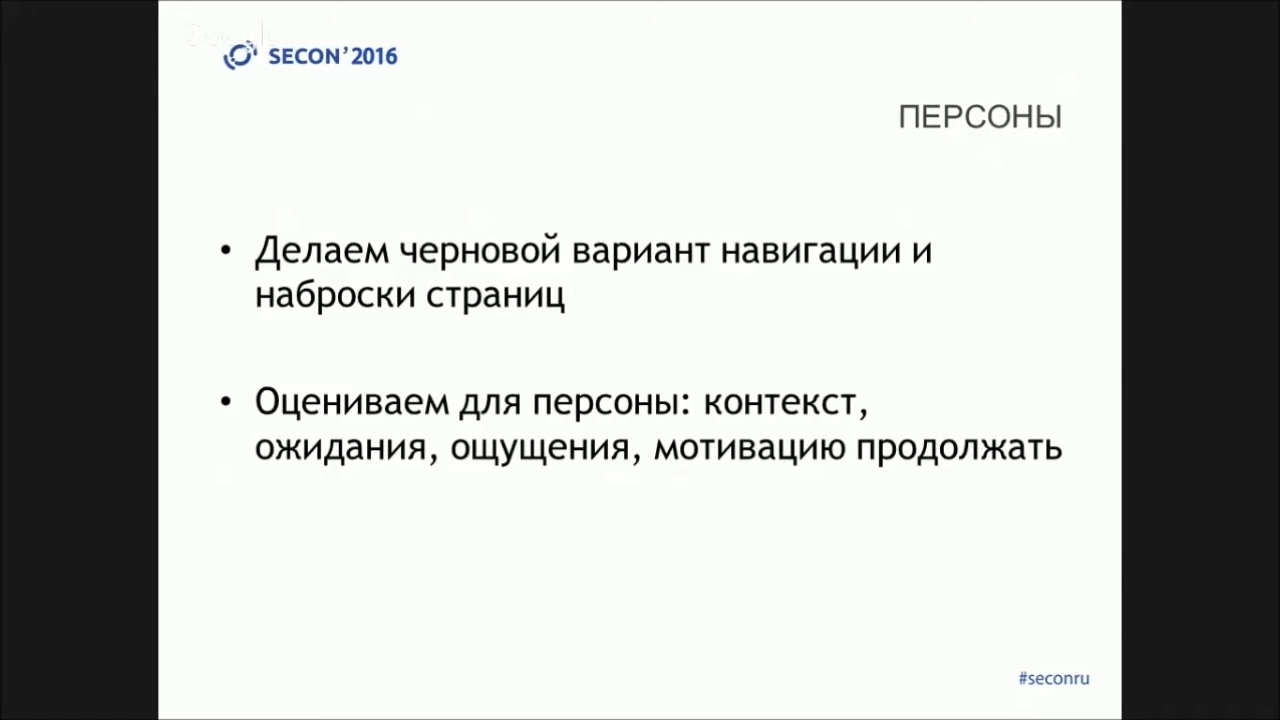 SECON’2016
ПЕРСОНЫ
• Делаем черновой вариант навигации и
наброски страниц
• Оцениваем для персоны: контекст,
ожидания, ощущения, мотивацию продолжать
#seconru